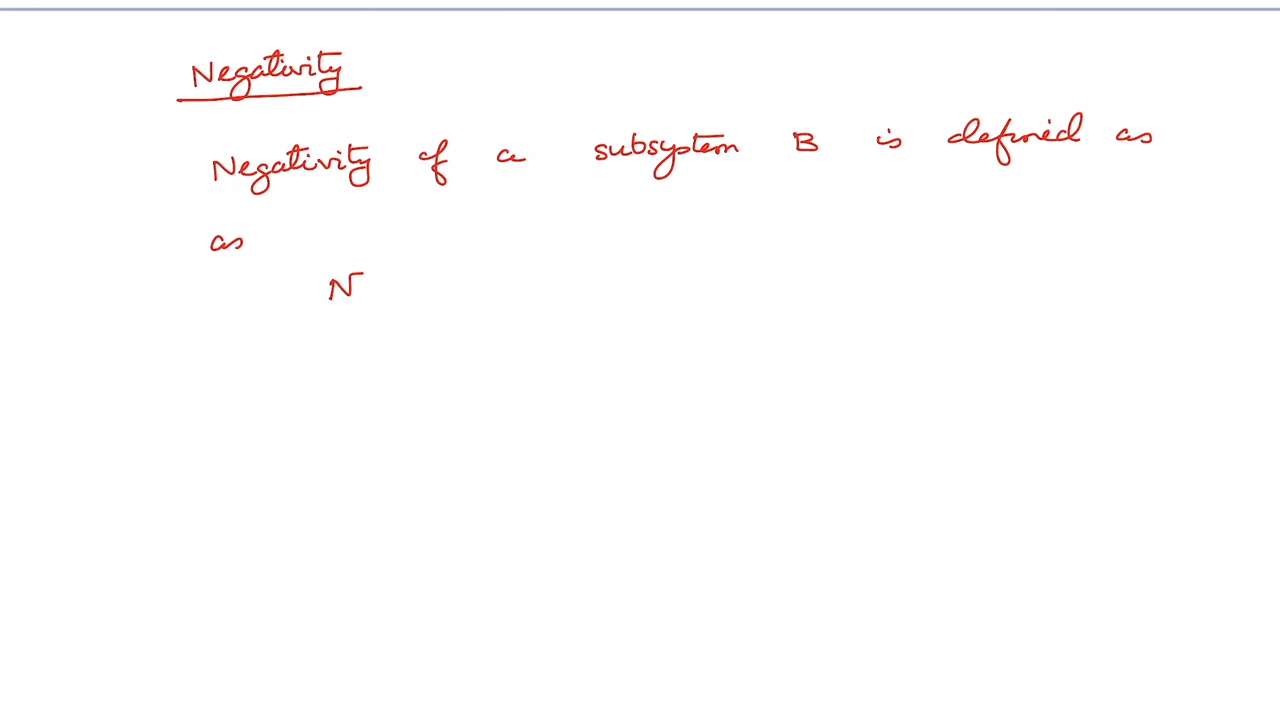 Negativity
Negativity of a subsystem B is defined as
as
N